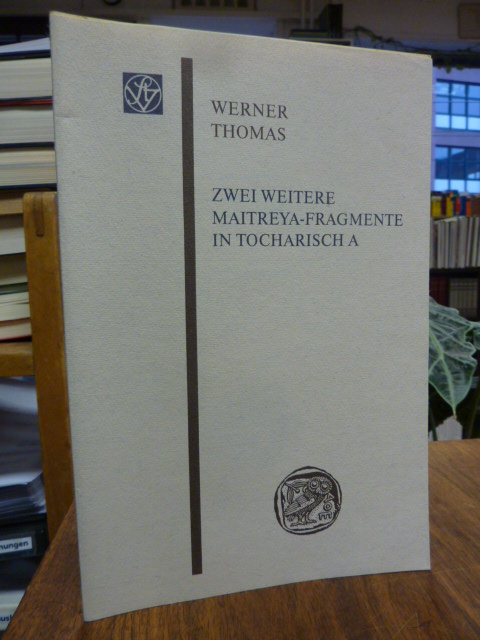 WERNER
THOMAS
ZWEI WEITERE
MAITREYA-FRAGMENTE
IN TOCHARISCH A